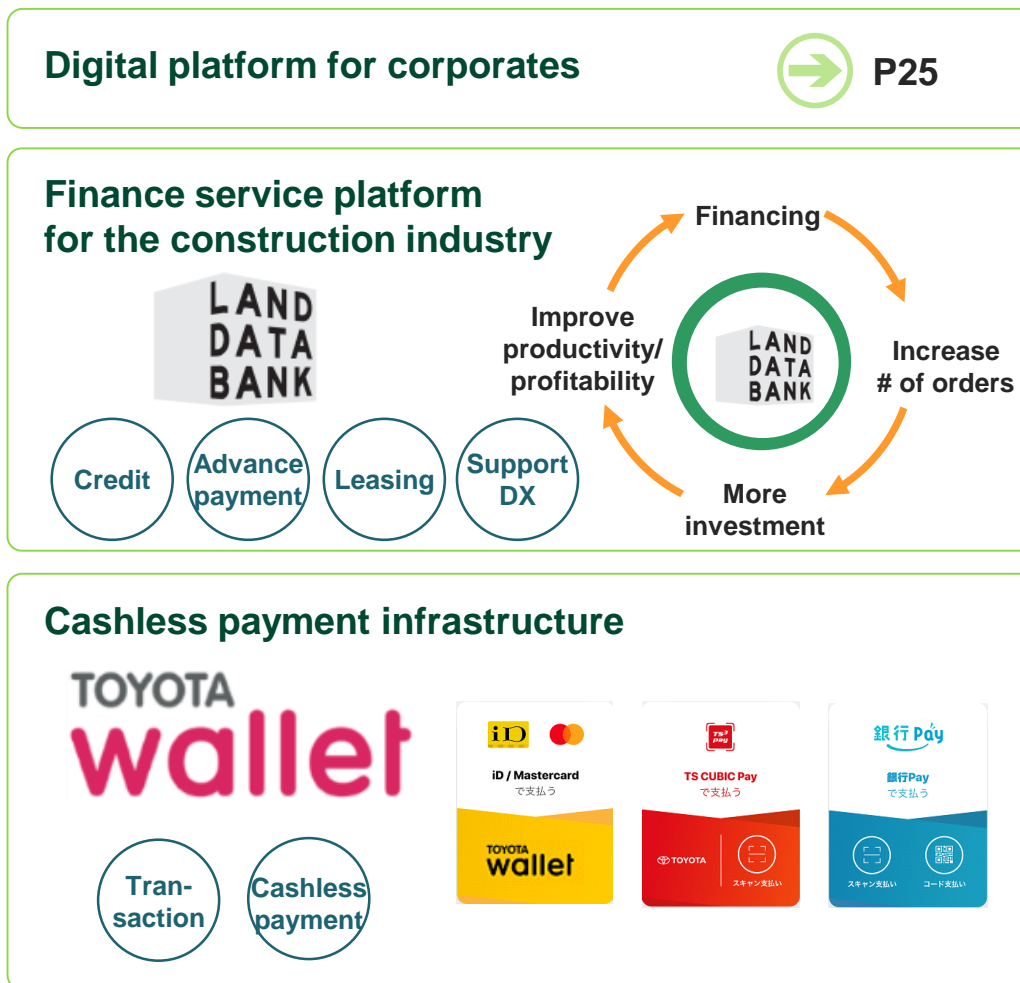 Digital platform for corporates
P25
Finance service platform
for the construction industry
LAND
DATA
BANK
Credit
Advance
payment
Leasing
Support
DX
Financing
Increase
# of orders
More
investment
Improve
productivity/
profitability
LAND
DATA
BANK
Cashless payment infrastructure
TOYOTA
wallet
Tran-
saction
Cashless
payment
iD
iD / Mastercard
で支払う
TOYOTA
wallet
TS³
Pay
TS CUBIC Pay
で支払う
TOYOTA
スキャン支払い
銀行 Pay
銀行Pay
で支払う
スキャン支払い
コード支払い